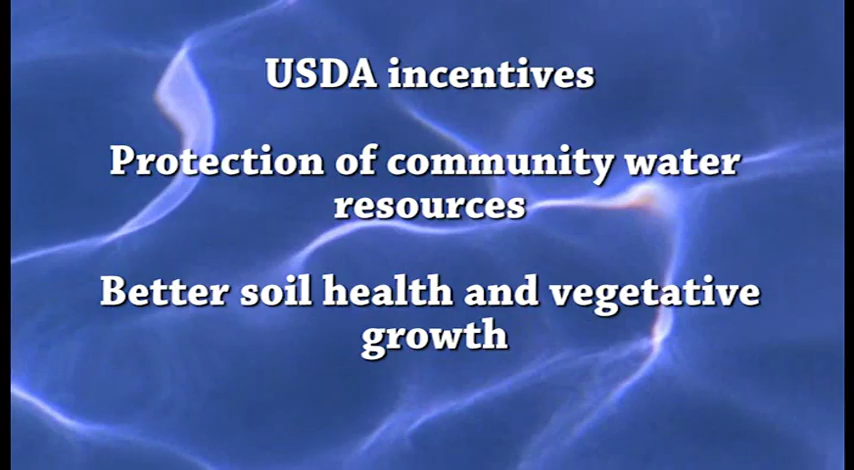 USDA incentives
Protection of community water
resources
Better soil health and vegetative
growth